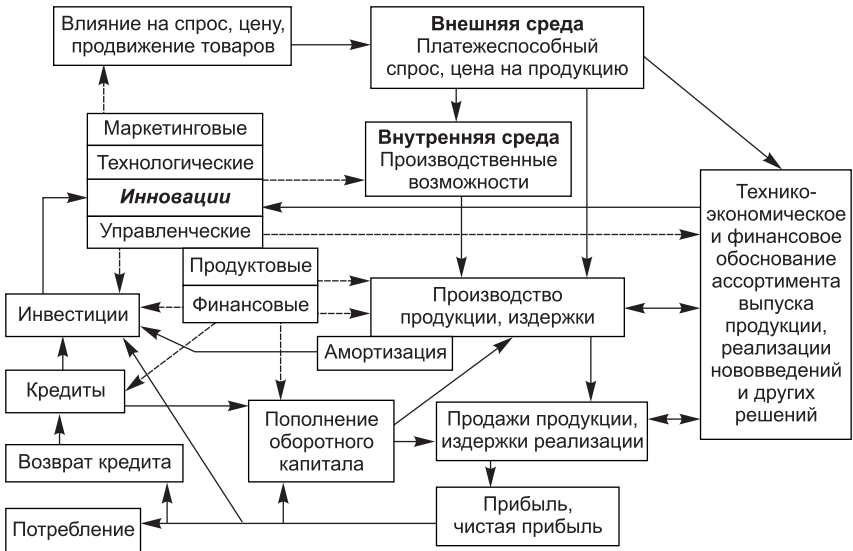 Влияние на спрос, цену,
продвижение товаров
Внешняя среда
Платежеспособный
спрос, цена на продукцию
Маркетинговые
Технологические
Инновации
Управленческие
Продуктовые
Финансовые
Внутренняя среда
Производственные
возможности
Технико-
экономическое
и финансовое
обоснование
ассортимента
выпуска
продукции,
реализации
нововведений
и других
решений
Инвестиции
Производство
продукции, издержки
Амортизация
Кредиты
Пополнение
оборотного
капитала
Продажи продукции,
издержки реализации
Возврат кредита
Прибыль,
чистая прибыль
Потребление